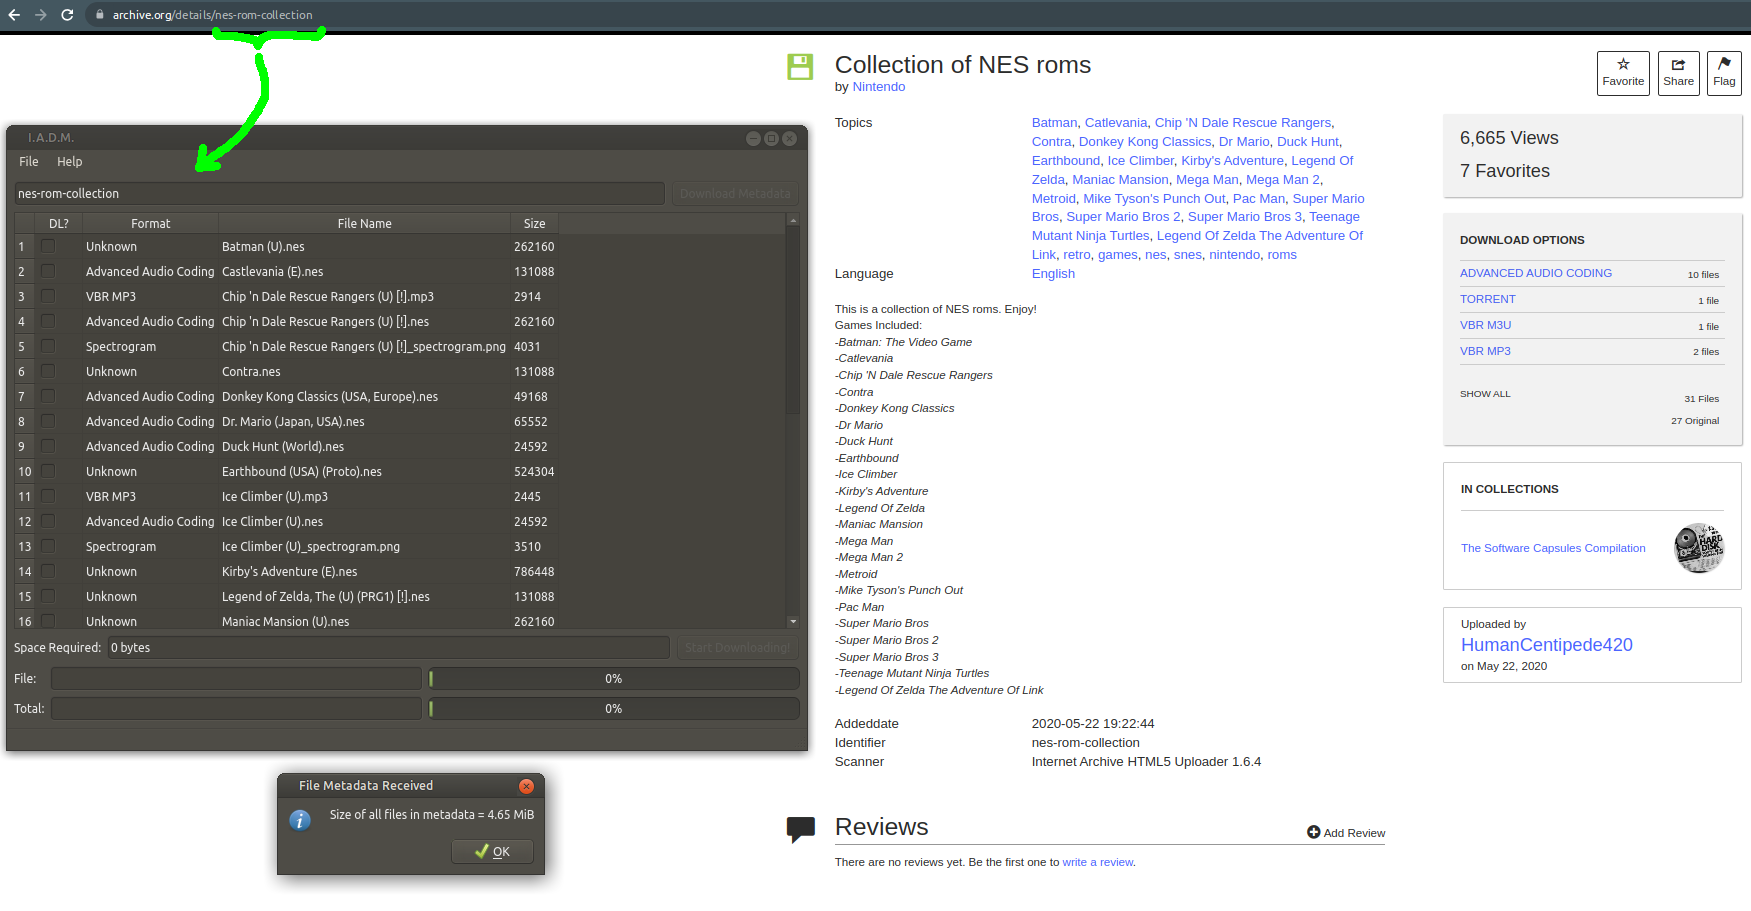 archive.org/details/nes-rom-collection
I.A.D.M.
File Help
nes-rom-collection Download Metadata
DL? Format File Name Size
1 Unknown Batman (U).nes 262160
2 Advanced Audio Coding Castlevania (E).nes 131088
3 VBR MP3 Chip 'n Dale Rescue Rangers (U) [!].mp3 2914
4 Advanced Audio Coding Chip 'n Dale Rescue Rangers (U) [!].nes 262160
5 Spectrogram Chip 'n Dale Rescue Rangers (U) [!]_spectrogram.png 4031
6 Unknown Contra.nes 131088
7 Advanced Audio Coding Donkey Kong Classics (USA, Europe).nes 49168
8 Advanced Audio Coding Dr. Mario (Japan, USA).nes 65552
9 Advanced Audio Coding Duck Hunt (World).nes 24592
10 Unknown Earthbound (USA) (Proto).nes 524304
11 VBR MP3 Ice Climber (U).mp3 2445
12 Advanced Audio Coding Ice Climber (U).nes 24592
13 Spectrogram Ice Climber (U)_spectrogram.png 3510
14 Unknown Kirby's Adventure (E).nes 786448
15 Unknown Legend of Zelda, The (U) (PRG1) [!].nes 131088
16 Unknown Maniac Mansion (U).nes 262160
Space Required: 0 bytes Start Downloading!
File: 0%
Total: 0%
File Metadata Received
Size of all files in metadata = 4.65 MiB
OK
Collection of NES roms
by Nintendo
Topics Batman, Catlevania, Chip 'N Dale Rescue Rangers,
Contra, Donkey Kong Classics, Dr Mario, Duck Hunt,
Earthbound, Ice Climber, Kirby's Adventure, Legend Of
Zelda, Maniac Mansion, Mega Man, Mega Man 2,
Metroid, Mike Tyson's Punch Out, Pac Man, Super Mario
Bros, Super Mario Bros 2, Super Mario Bros 3, Teenage
Mutant Ninja Turtles, Legend Of Zelda The Adventure Of
Link, retro, games, nes, snes, nintendo, roms
Language English
This is a collection of NES roms. Enjoy!
Games Included:
-Batman: The Video Game
-Catlevania
-Chip 'N Dale Rescue Rangers
-Contra
-Donkey Kong Classics
-Dr Mario
-Duck Hunt
-Earthbound
-Ice Climber
-Kirby's Adventure
-Legend Of Zelda
-Maniac Mansion
-Mega Man
-Mega Man 2
-Metroid
-Mike Tyson's Punch Out
-Pac Man
-Super Mario Bros
-Super Mario Bros 2
-Super Mario Bros 3
-Teenage Mutant Ninja Turtles
-Legend Of Zelda The Adventure Of Link
Addeddate 2020-05-22 19:22:44
Identifier nes-rom-collection
Scanner Internet Archive HTML5 Uploader 1.6.4
Reviews
Add Review
There are no reviews yet. Be the first one to write a review.
Favorite Share Flag
6,665 Views
7 Favorites
DOWNLOAD OPTIONS
ADVANCED AUDIO CODING 10 files
TORRENT 1 file
VBR M3U 1 file
VBR MP3 2 files
SHOW ALL 31 Files
27 Original
IN COLLECTIONS
The Software Capsules Compilation
HARD
DISK
Uploaded by
HumanCentipede420
on May 22, 2020